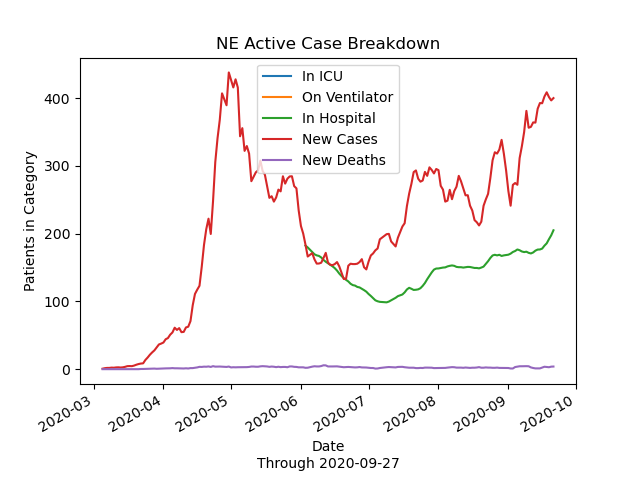 NE Active Case Breakdown
In ICU
On Ventilator
In Hospital
New Cases
New Deaths
Patients in Category
400
300
200
100
0
2020-03
2020-04
2020-05
2020-06
2020-07
2020-08
2020-09
2020-10
Date
Through 2020-09-27